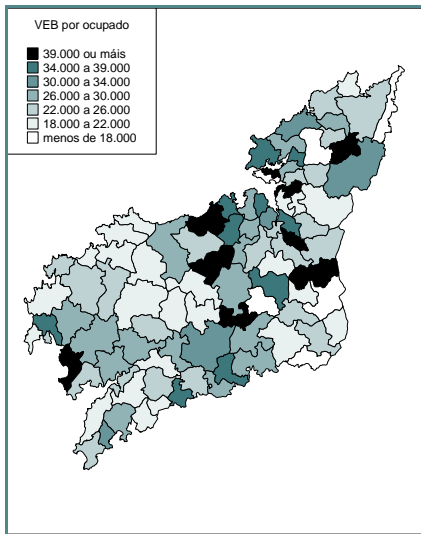 VEB por ocupado
39.000 ou máis
34.000 a 39.000
30.000 a 34.000
26.000 a 30.000
22.000 a 26.000
18.000 a 22.000
menos de 18.000